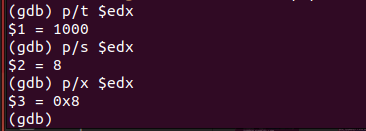 (gdb) p/t $edx
$1 = 1000
(gdb) p/s $edx
$2 = 8
(gdb) p/x $edx
$3 = 0x8
(gdb)